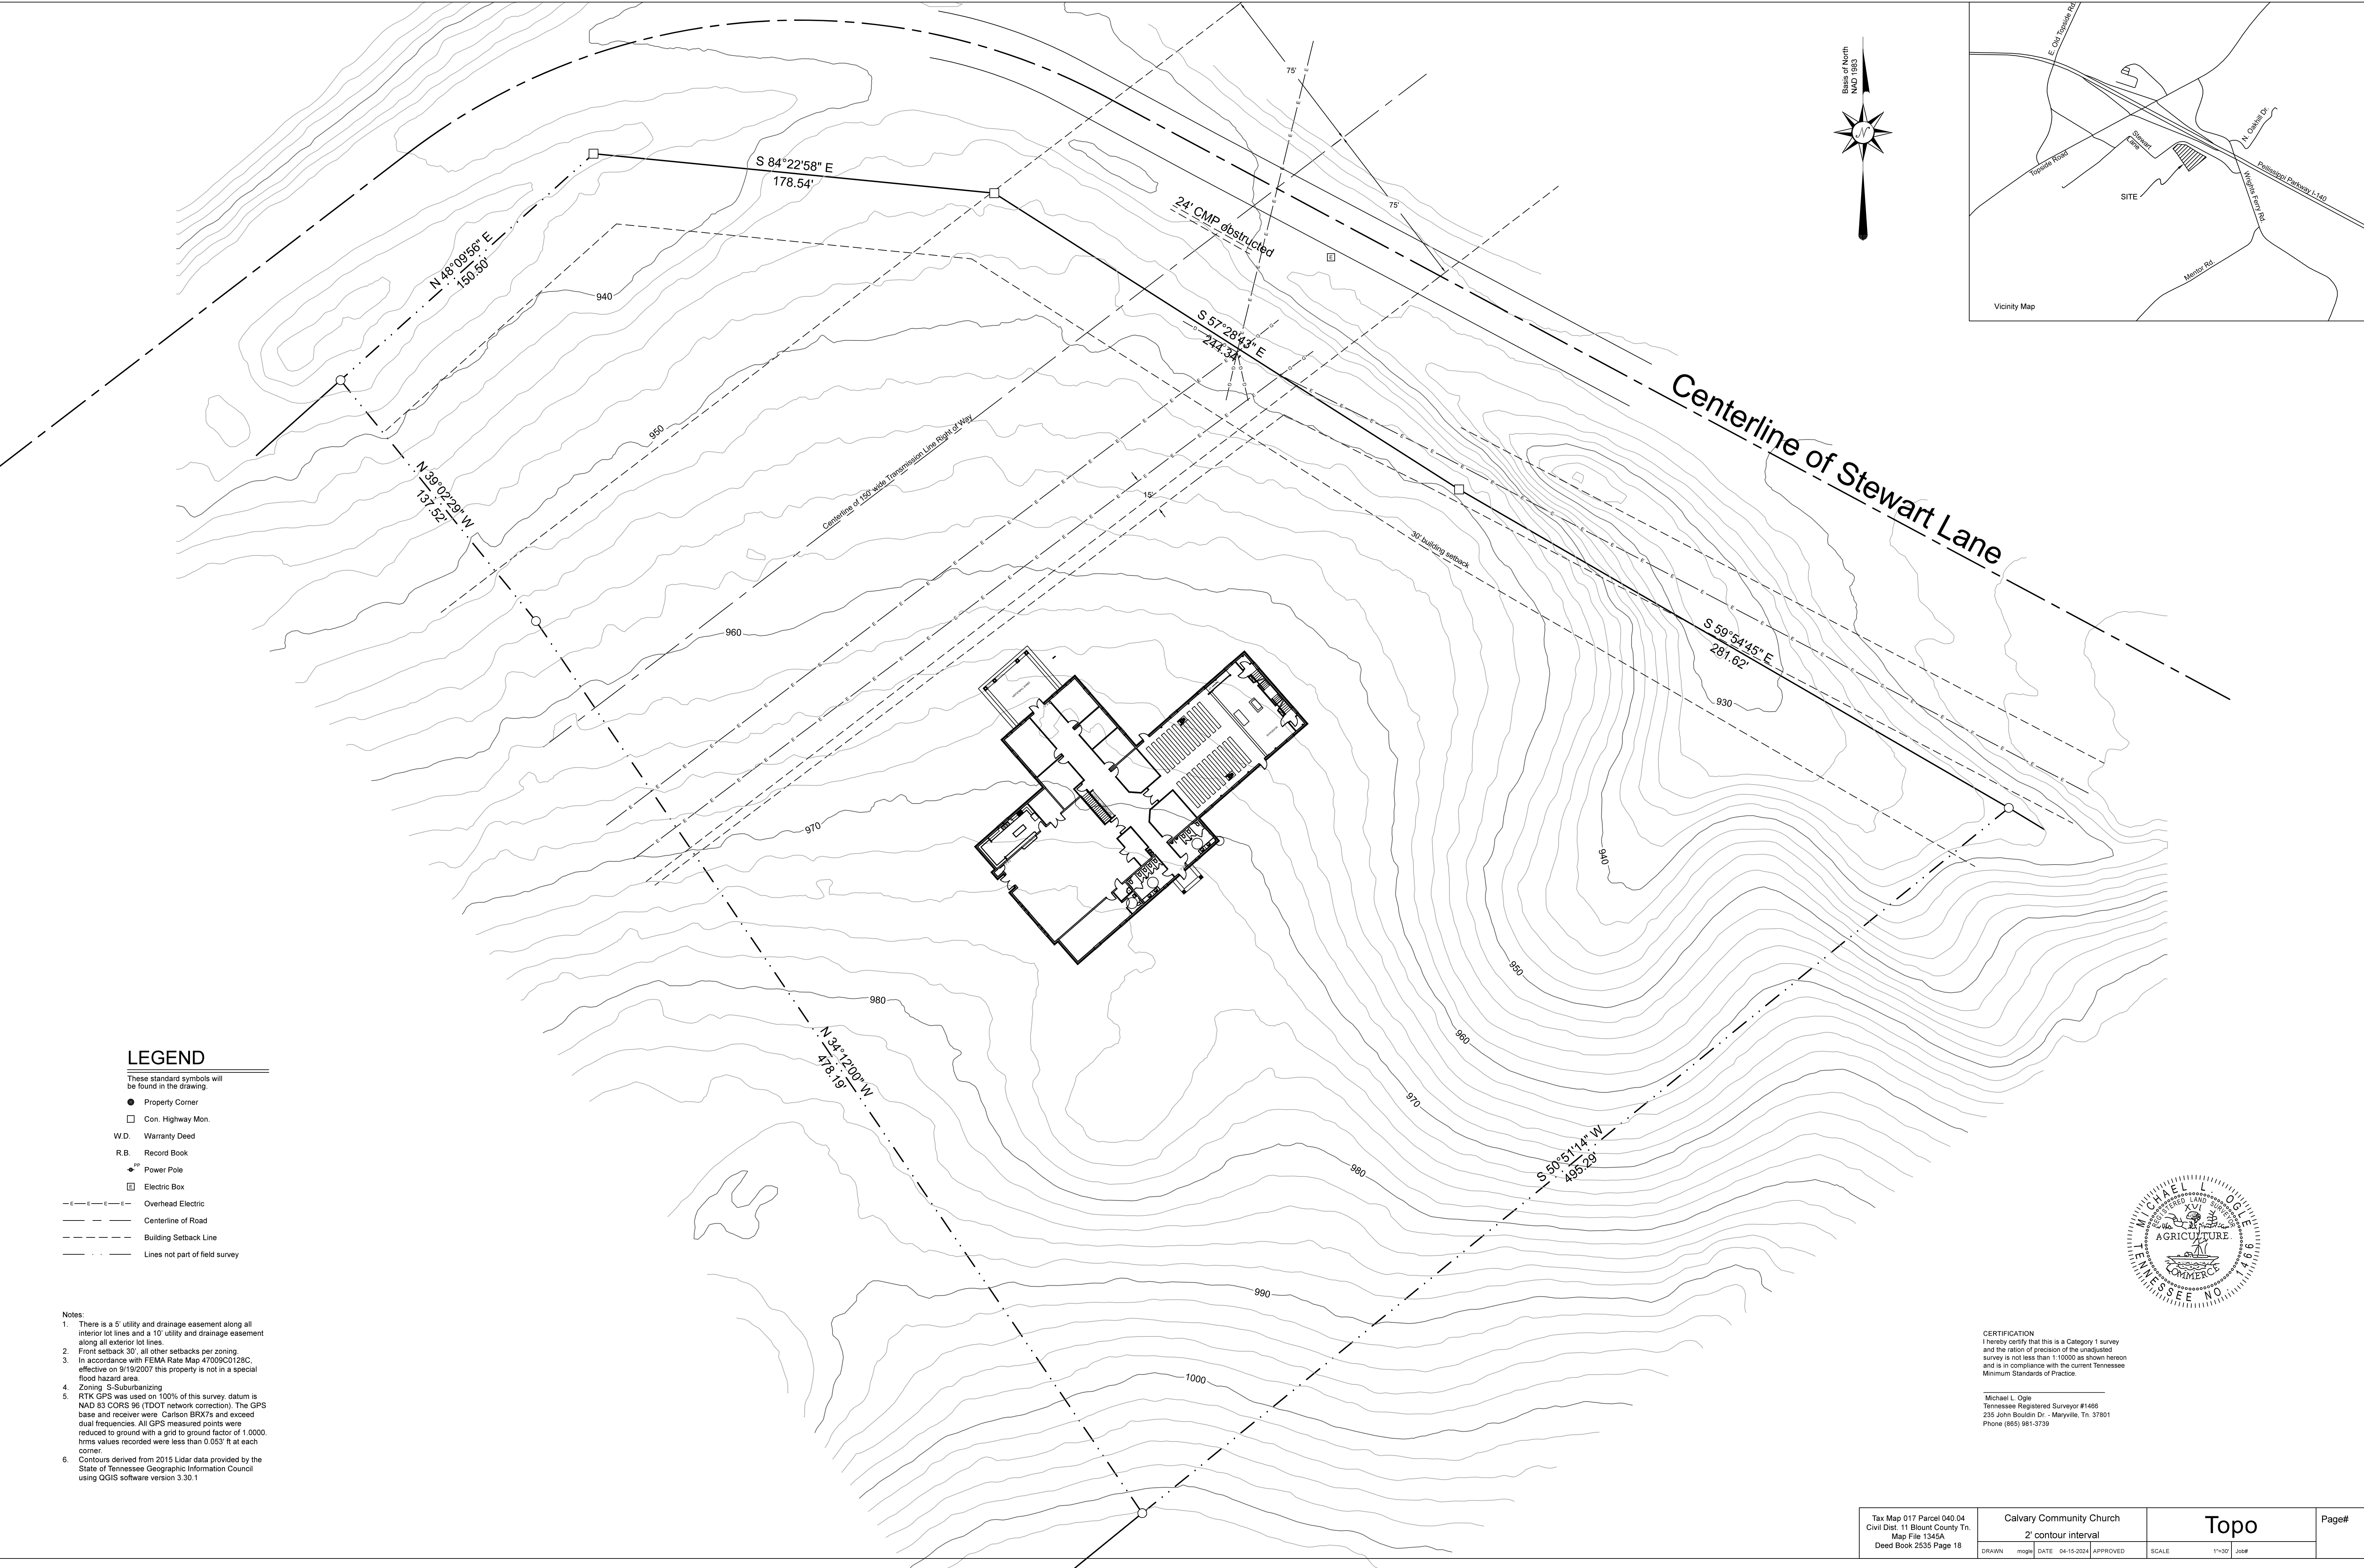 Basis of North
NAD 1983
N
E. Old Topside Rd.
N. Oakhill Dr.
Stewart
Lane
Topside Road
Pellissippi Parkway I-140
Wrights Ferry Rd.
SITE
Mentor Rd.
Vicinity Map
75'
75'
S 84°22'58" E
178.54'
24' CMP obstructed
E
N 48°09'56" E
150.50'
940
S 57°28'43" E
244.34'
Centerline of Stewart Lane
950
Centerline of 150' wide Transmission Line Right of Way
N 39°02'29" W
137.52'
15'
30' building setback
960
S 59°54'45" E
281.62'
930
970
940
950
980
960
N 34°12'00" W
478.19'
970
S 50°51'14" W
495.29'
980
990
1000
LEGEND
These standard symbols will
be found in the drawing.
Property Corner
Con. Highway Mon.
W.D. Warranty Deed
R.B. Record Book
PP Power Pole
E Electric Box
E E E E Overhead Electric
Centerline of Road
Building Setback Line
Lines not part of field survey
Notes:
1. There is a 5' utility and drainage easement along all
interior lot lines and a 10' utility and drainage easement
along all exterior lot lines.
2. Front setback 30', all other setbacks per zoning.
3. In accordance with FEMA Rate Map 47009C0128C,
effective on 9/19/2007 this property is not in a special
flood hazard area.
4. Zoning S-Suburbanizing
5. RTK GPS was used on 100% of this survey. datum is
NAD 83 CORS 96 (TDOT network correction). The GPS
base and receiver were Carlson BRX7s and exceed
dual frequencies. All GPS measured points were
reduced to ground with a grid to ground factor of 1.0000.
hrms values recorded were less than 0.053' ft at each
corner.
6. Contours derived from 2015 Lidar data provided by the
State of Tennessee Geographic Information Council
using QGIS software version 3.30.1
MICHAEL L. OGLE
REGISTERED LAND SURVEYOR
XVI
AGRICULTURE.
COMMERCE
TENNESSEE NO. 1466
CERTIFICATION
I hereby certify that this is a Category 1 survey
and the ration of precision of the unadjusted
survey is not less than 1:10000 as shown hereon
and is in compliance with the current Tennessee
Minimum Standards of Practice.
Michael L. Ogle
Tennessee Registered Surveyor #1466
235 John Bouldin Dr. - Maryville, Tn. 37801
Phone (865) 981-3739
Tax Map 017 Parcel 040.04
Civil Dist. 11 Blount County Tn.
Map File 1345A
Deed Book 2535 Page 18
Calvary Community Church
2' contour interval
DRAWN mogle DATE 04-15-2024 APPROVED
Topo
SCALE 1"=30' Job#
Page#